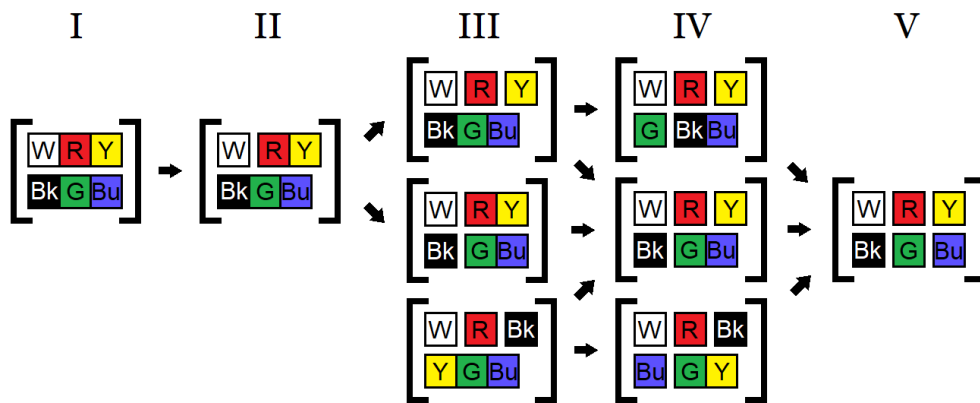 I II III IV V
W R Y W R Y
W R Y W R Y
Bk G Bu G Bk Bu
Bk G Bu Bk G Bu
W R Y W R Y W R Y
Bk G Bu Bk G Bu Bk G Bu
W R Bk W R Bk
Y G Bu Bu G Y